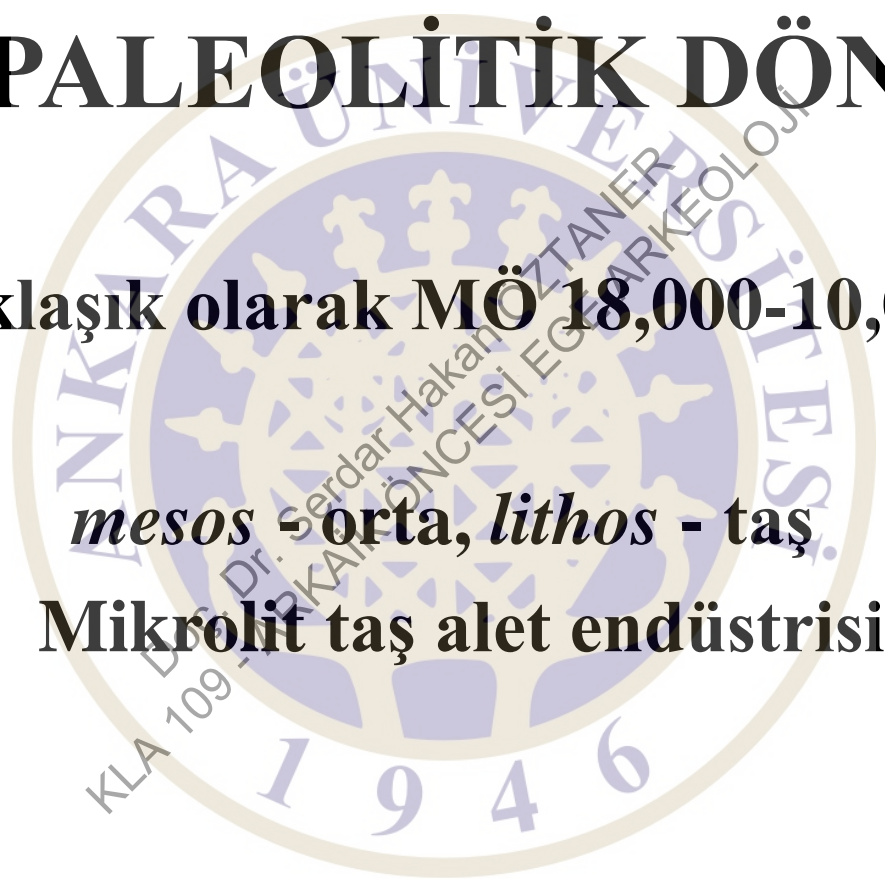 PALEOLİTİK DÖN
klaşık olarak MÖ 18,000-10,0
mesos - orta, lithos - taş
Mikrolit taş alet endüstrisi
ANKARA ÜNİVERSİTESİ
1946
Doç. Dr. Serdar Hakan ÖZTANER
KLA 109 - ARKAİK ÖNCESİ EGE ARKEOLOJİ